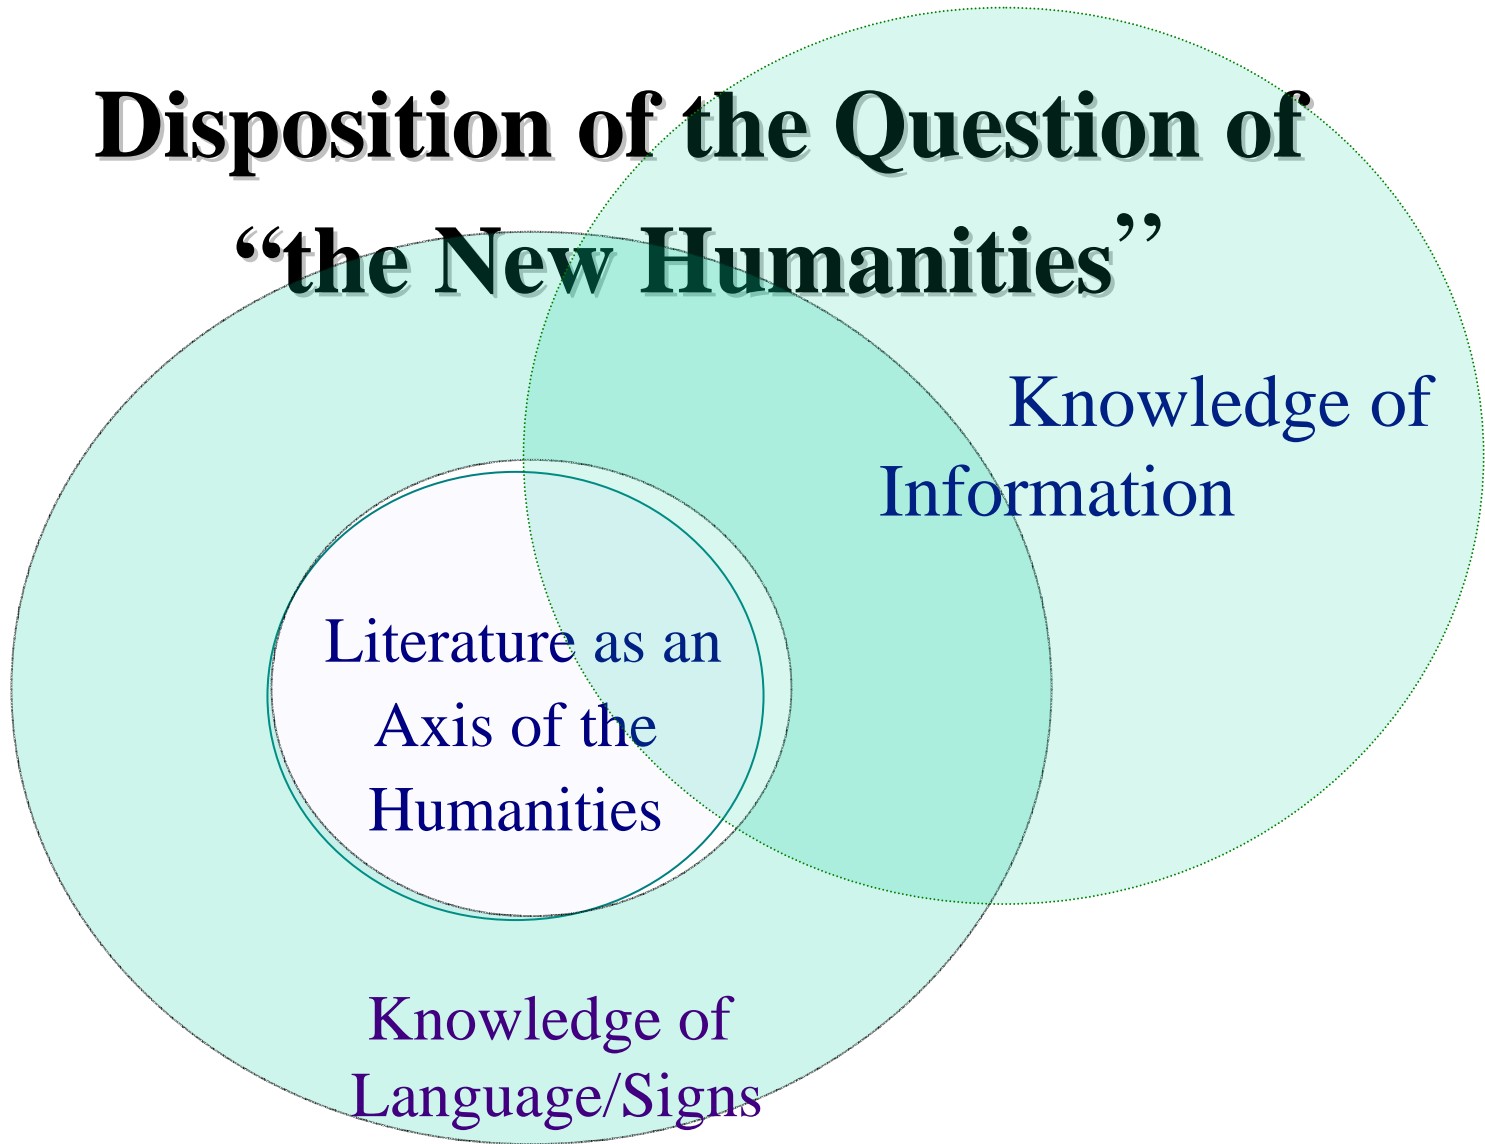 Disposition of the Question of
“the New Humanities”
Knowledge of
Information
Literature as an
Axis of the
Humanities
Knowledge of
Language/Signs